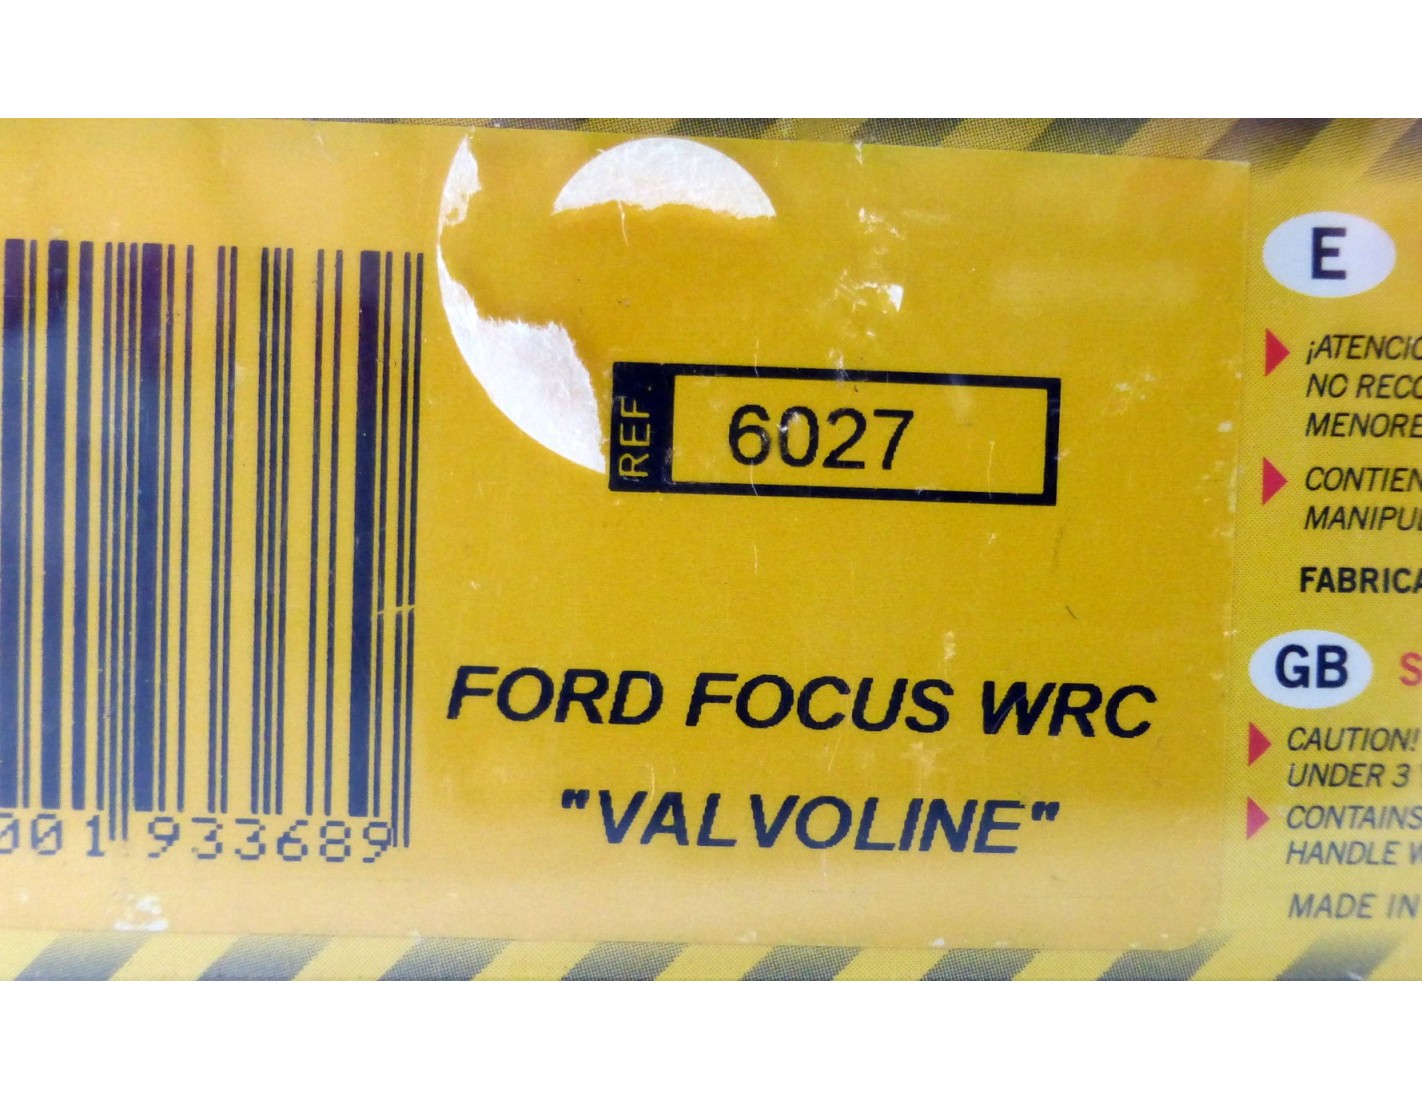 001 933689
REF.
6027
FORD FOCUS WRC
"VALVOLINE"
E
¡ATENCIO
NO RECO
MENORE
CONTIEN
MANIPUL
FABRICA
GB S
CAUTION!
UNDER 3
CONTAINS
HANDLE W
MADE IN